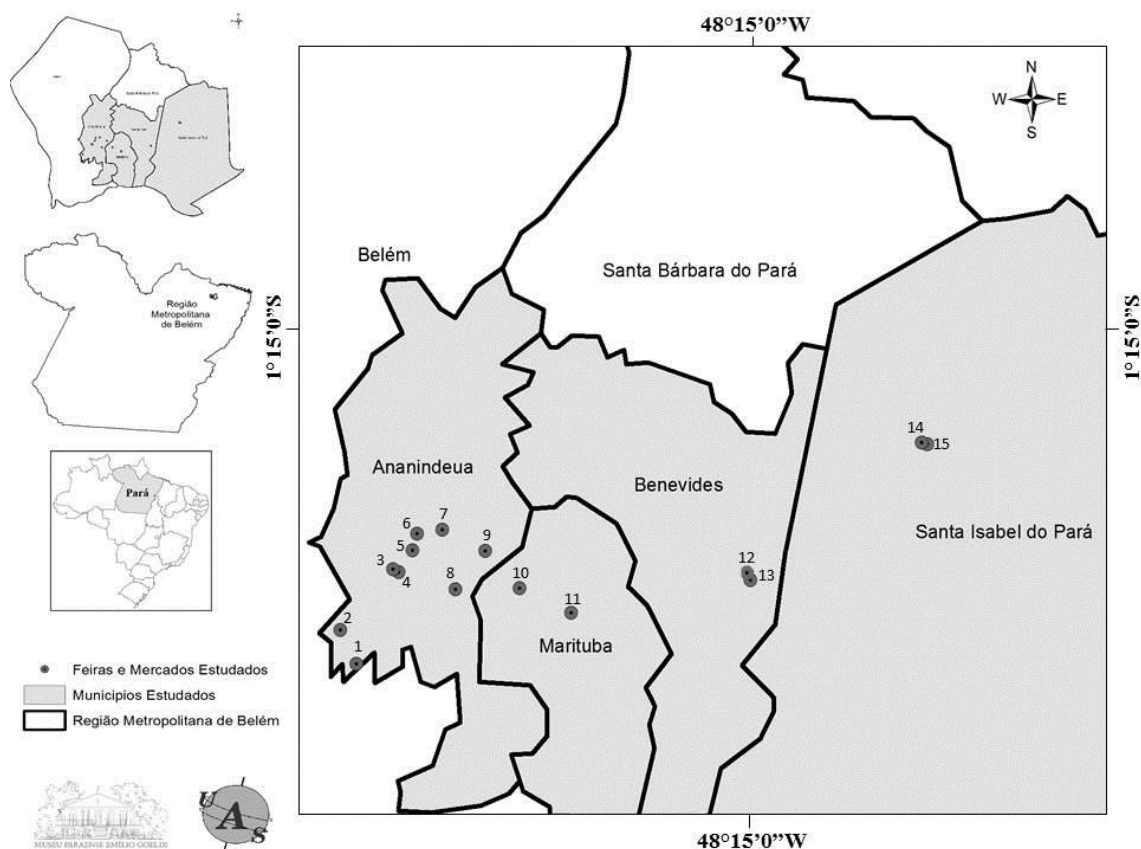 48°15'0"W
N
W E
S
Belém
Santa Bárbara do Pará
Região
Metropolitana
de Belém
1°15'0"S
1°15'0"S
Ananindeua
Benevides
14
15
Santa Isabel do Pará
Pará
7
6
5
9
3
4
8
10
12
13
11
Marituba
2
1
Feiras e Mercados Estudados
Municipios Estudados
Região Metropolitana de Belém
MUSEU PARAENSE EMÍLIO GOELDI
U A S
48°15'0"W